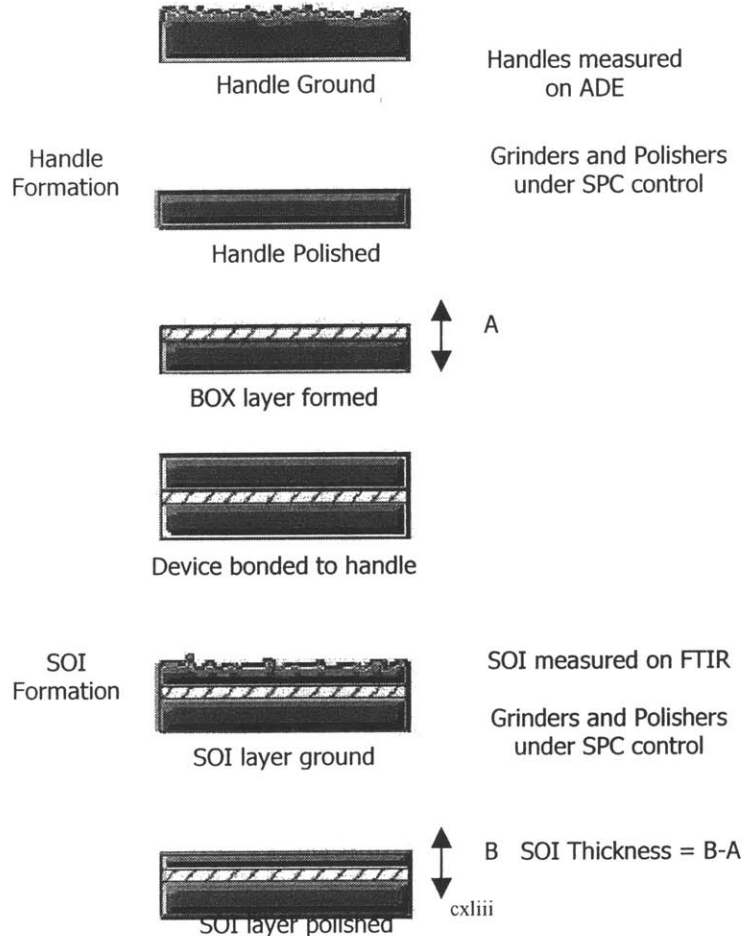 Handle Ground
Handles measured
on ADE
Handle
Formation
Grinders and Polishers
under SPC control
Handle Polished
A
BOX layer formed
Device bonded to handle
SOI
Formation
SOI measured on FTIR
Grinders and Polishers
under SPC control
SOI layer ground
B SOI Thickness = B-A
cxliii
SOI layer polished